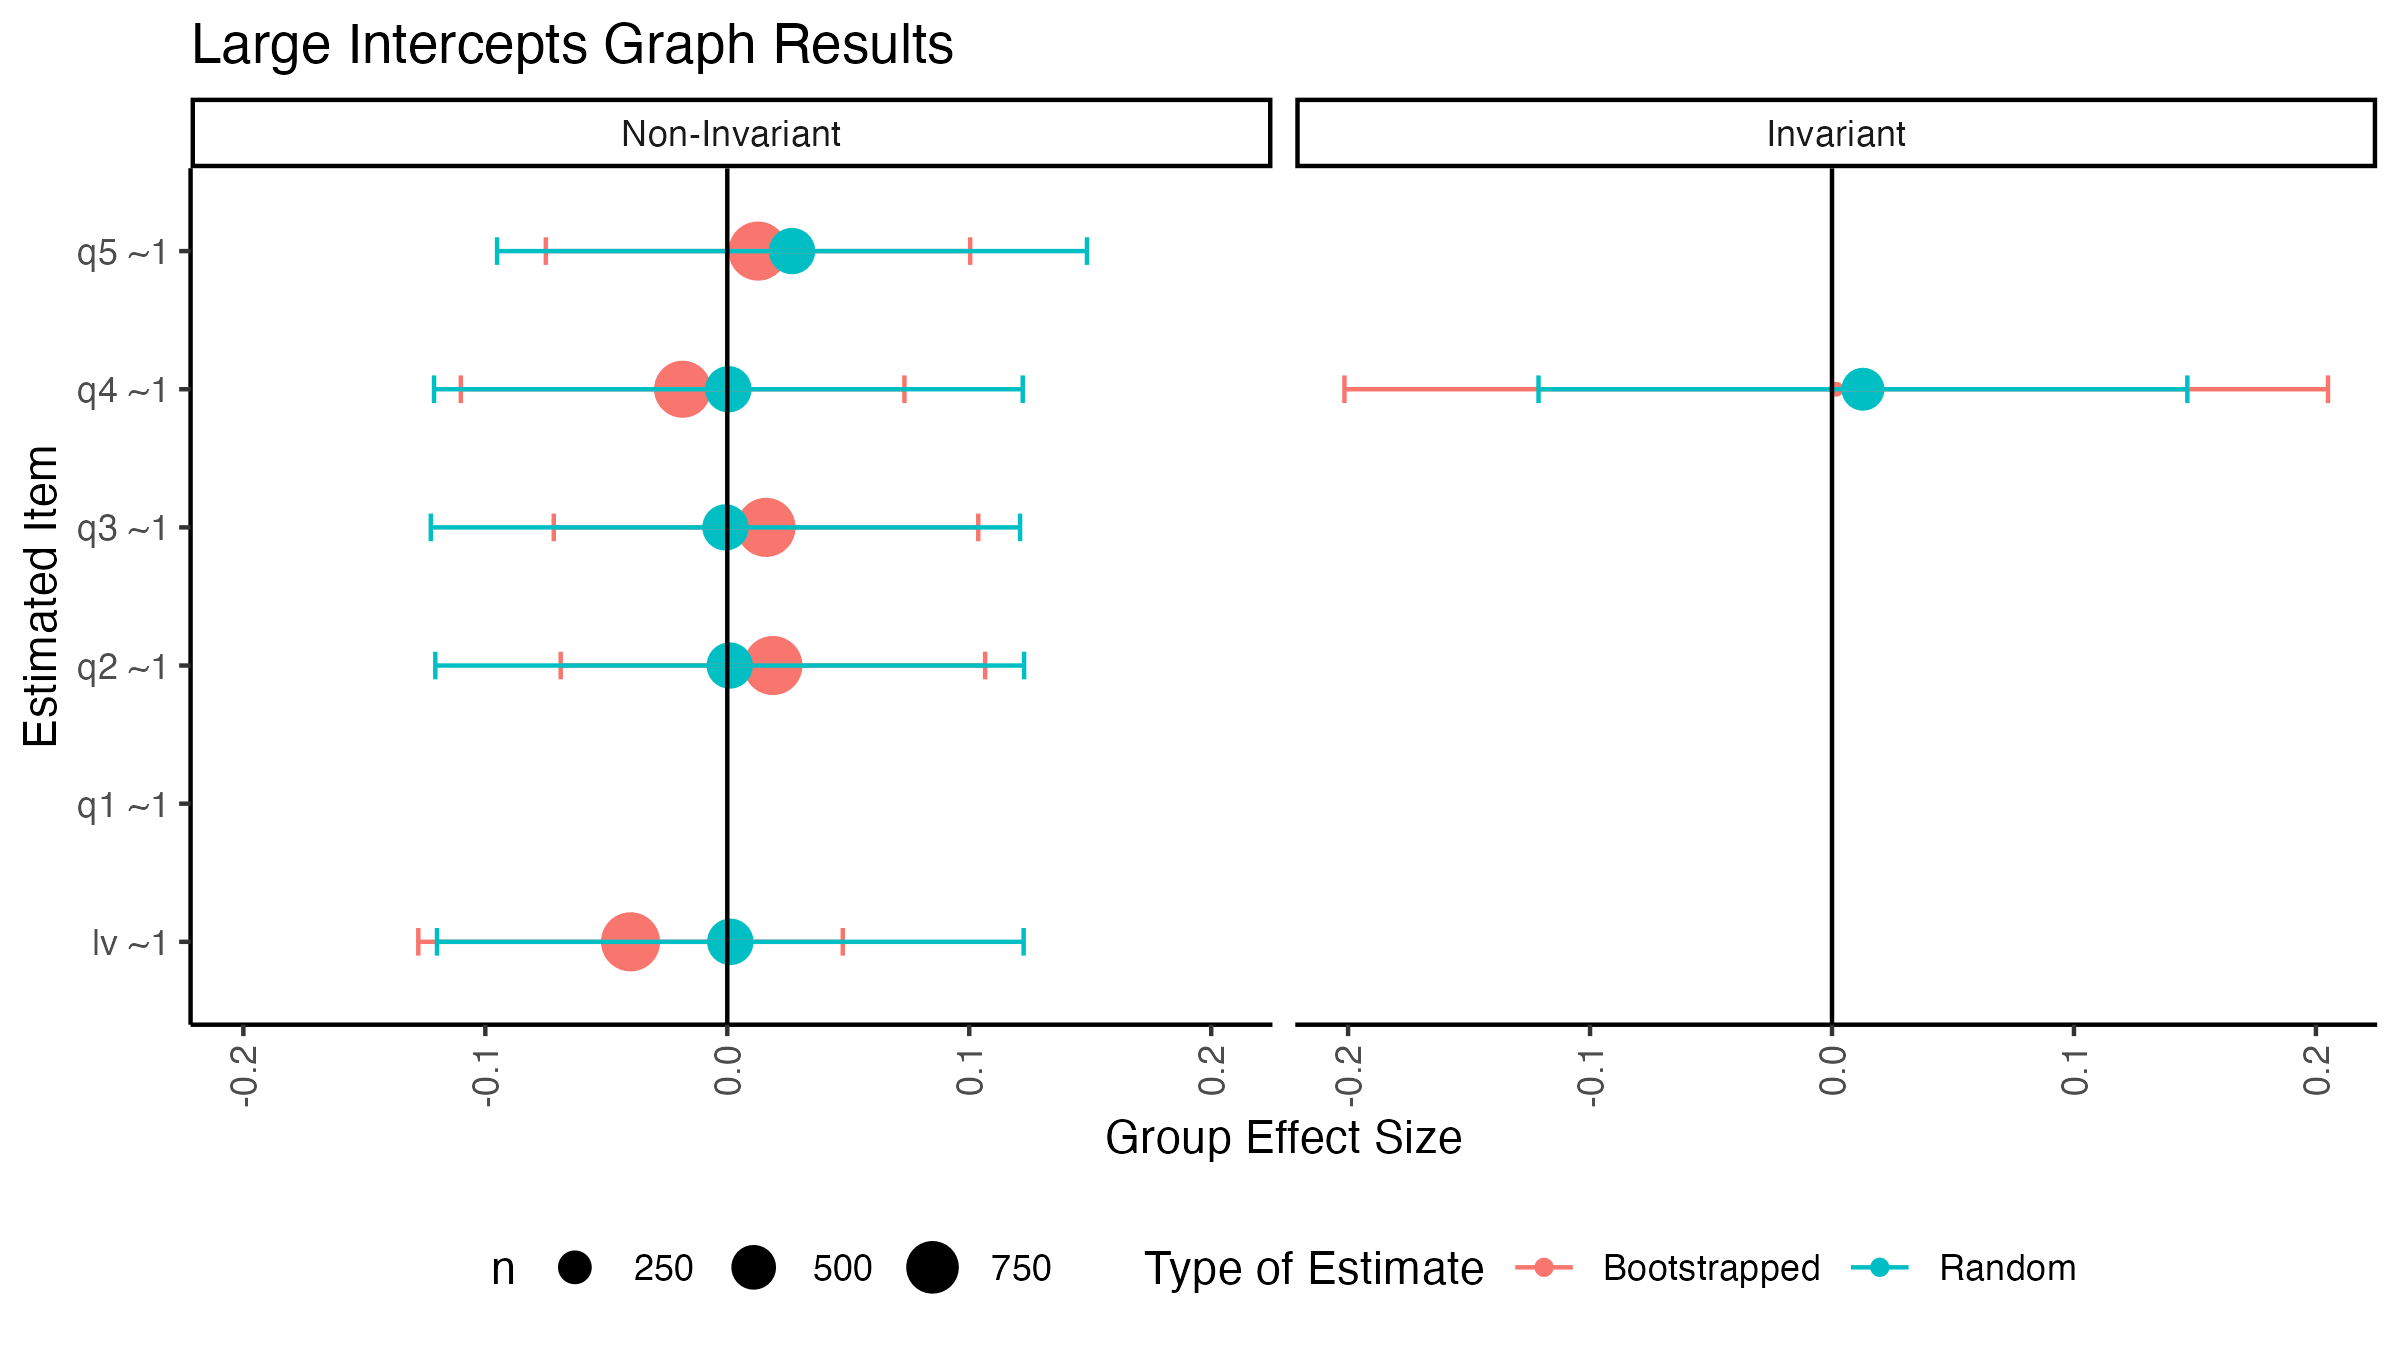 Large Intercepts Graph Results
Non-Invariant
Invariant
Estimated Item
q5 ~1
q4 ~1
q3 ~1
q2 ~1
q1 ~1
lv ~1
-0.2 -0.1 0.0 0.1 0.2
-0.2 -0.1 0.0 0.1 0.2
Group Effect Size
n 250 500 750
Type of Estimate Bootstrapped Random